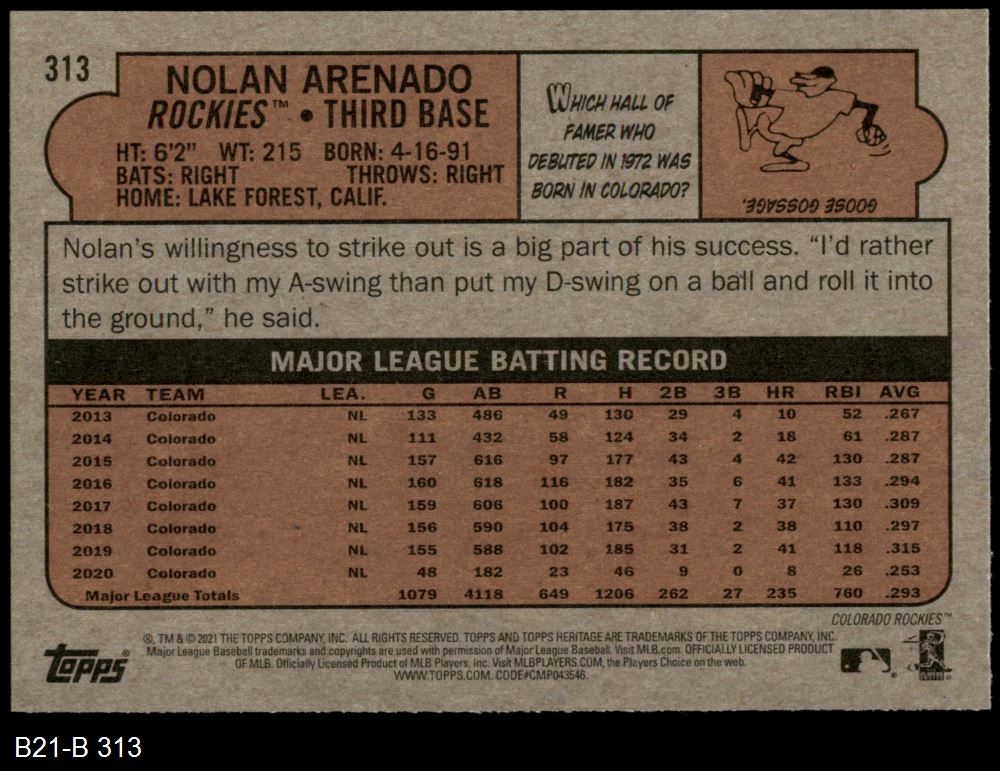 313
NOLAN ARENADO
ROCKIES™ • THIRD BASE
HT: 6'2" WT: 215 BORN: 4-16-91
BATS: RIGHT THROWS: RIGHT
HOME: LAKE FOREST, CALIF.
WHICH HALL OF
FAMER WHO
DEBUTED IN 1972 WAS
BORN IN COLORADO?
GOOSE GOSSAGE.
Nolan's willingness to strike out is a big part of his success. "I'd rather
strike out with my A-swing than put my D-swing on a ball and roll it into
the ground," he said.
MAJOR LEAGUE BATTING RECORD
YEAR TEAM LEA. G AB R H 2B 3B HR RBI AVG
2013 Colorado NL 133 486 49 130 29 4 10 52 .267
2014 Colorado NL 111 432 58 124 34 2 18 61 .287
2015 Colorado NL 157 616 97 177 43 4 42 130 .287
2016 Colorado NL 160 618 116 182 35 6 41 133 .294
2017 Colorado NL 159 606 100 187 43 7 37 130 .309
2018 Colorado NL 156 590 104 175 38 2 38 110 .297
2019 Colorado NL 155 588 102 185 31 2 41 118 .315
2020 Colorado NL 48 182 23 46 9 0 8 26 .253
Major League Totals 1079 4118 649 1206 262 27 235 760 .293
COLORADO ROCKIES™
topps®
®, TM & © 2021 THE TOPPS COMPANY, INC. ALL RIGHTS RESERVED. TOPPS AND TOPPS HERITAGE ARE TRADEMARKS OF THE TOPPS COMPANY, INC.
Major League Baseball trademarks and copyrights are used with permission of Major League Baseball. Visit MLB.com. OFFICIALLY LICENSED PRODUCT
OF MLB. Officially Licensed Product of MLB Players, Inc. Visit MLBPLAYERS.COM, the Players Choice on the web.
WWW.TOPPS.COM. CODE#CMP043546.
B21-B 313